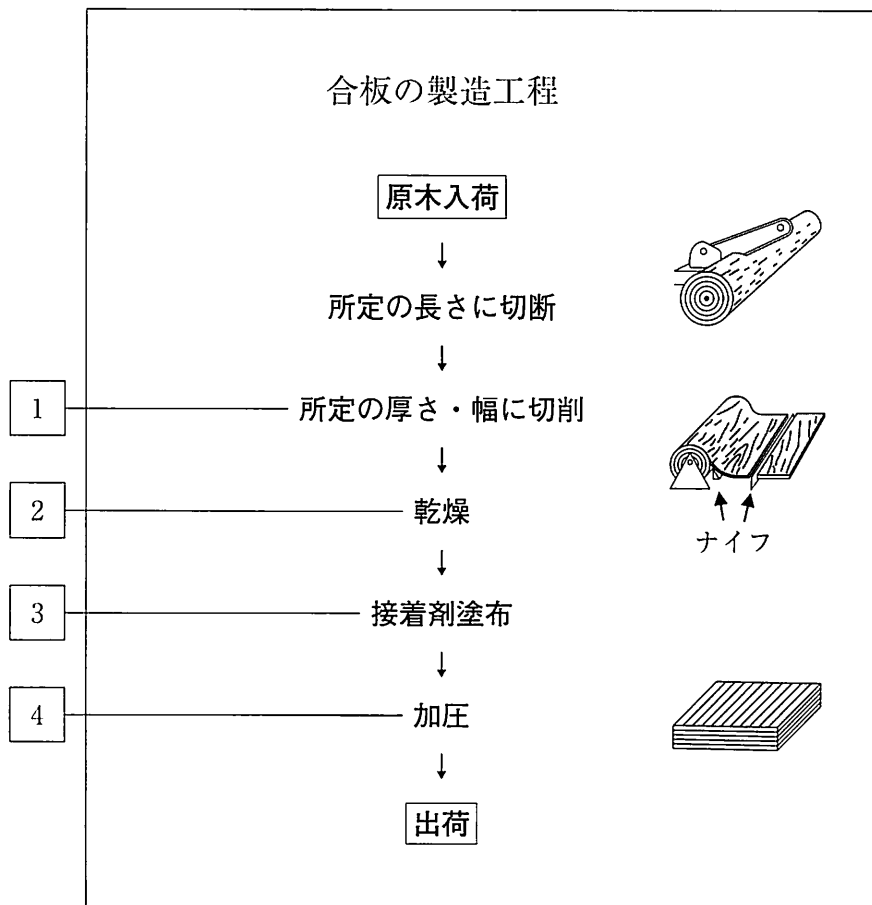 合板の製造工程
原木入荷
↓
所定の長さに切断
↓
1 所定の厚さ・幅に切削
↓
2 乾燥
ナイフ
↓
3 接着剤塗布
↓
4 加圧
↓
出荷